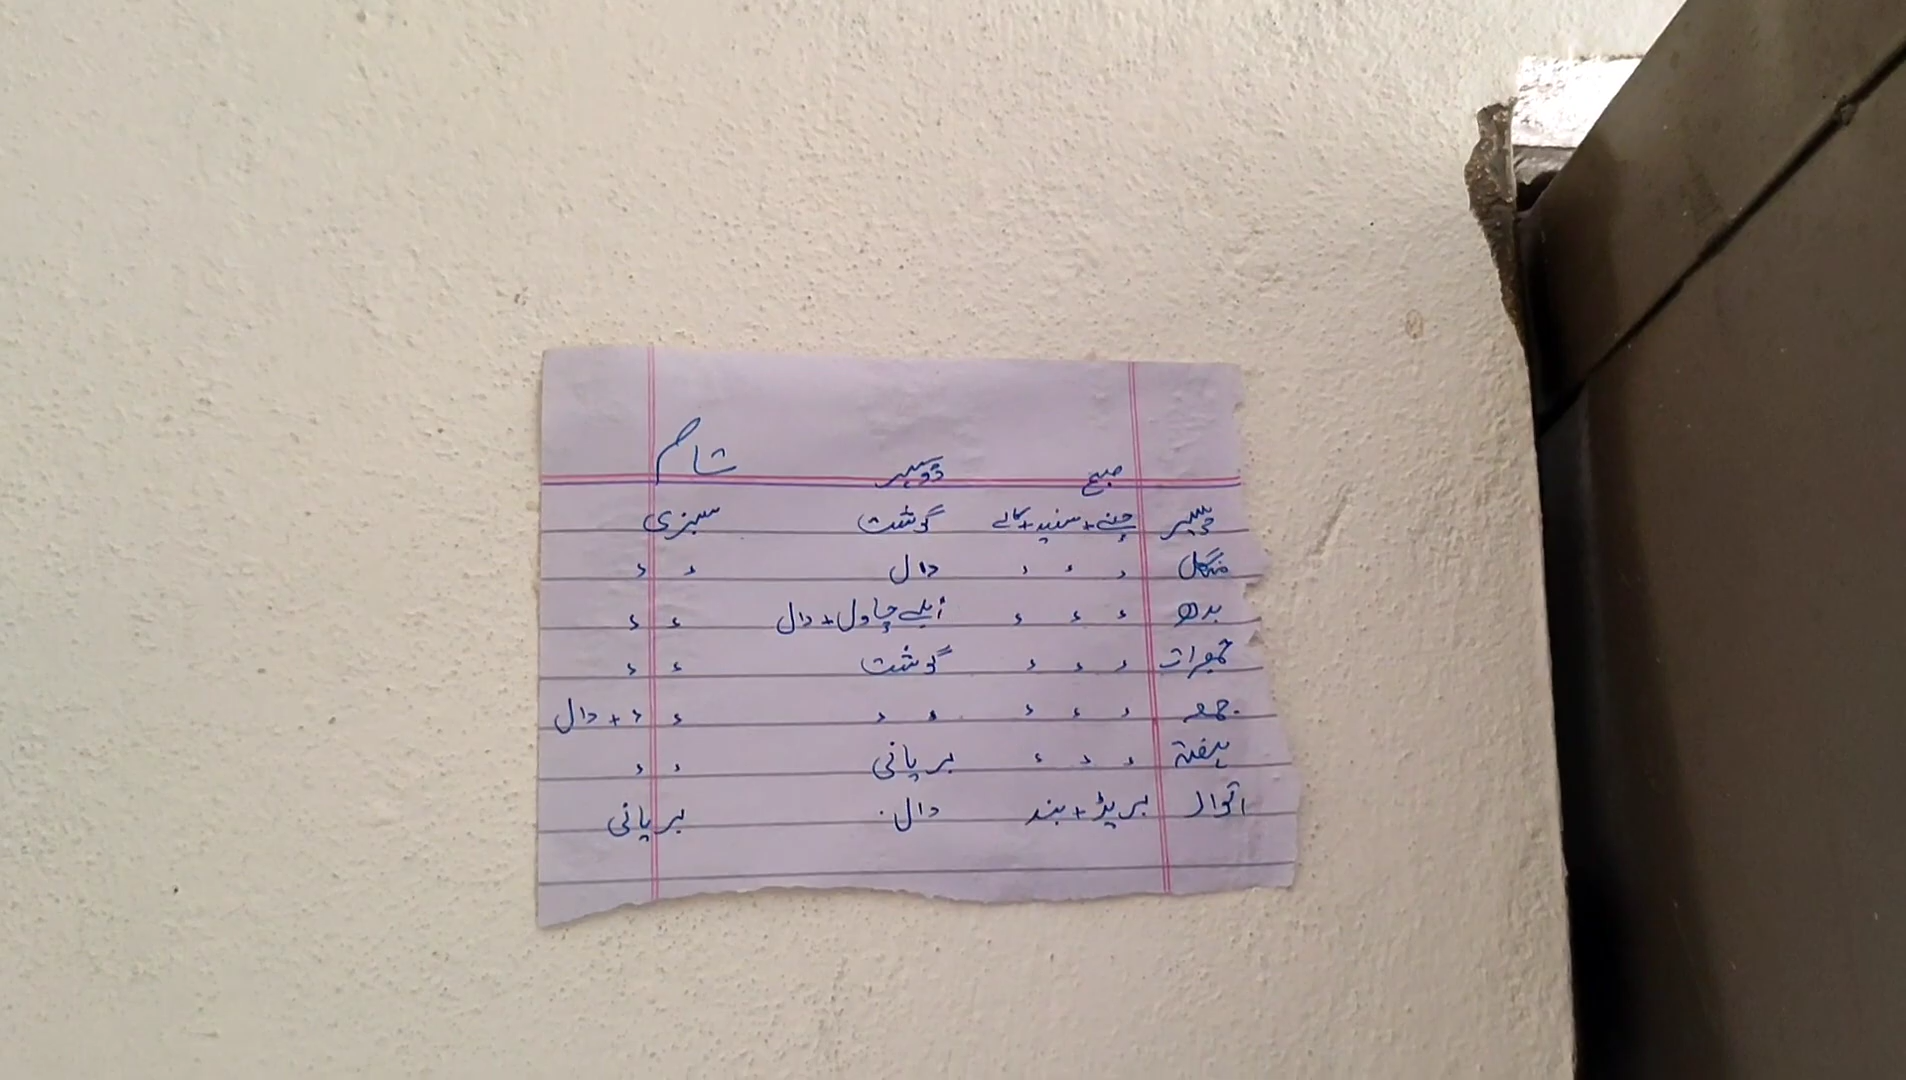 صبح دوپہر شام
پیر چنے + سفید + کالے گوشت سبزی
منگل ، ، ، دال ، ،
بدھ ، ، ، اُبلے چاول + دال ، ،
جمعرات ، ، ، گوشت ، ،
جمعہ ، ، ، ، ، ، ، + دال
ہفتہ ، ، ، بریانی ، ،
اتوار بریڈ + بند دال بریانی